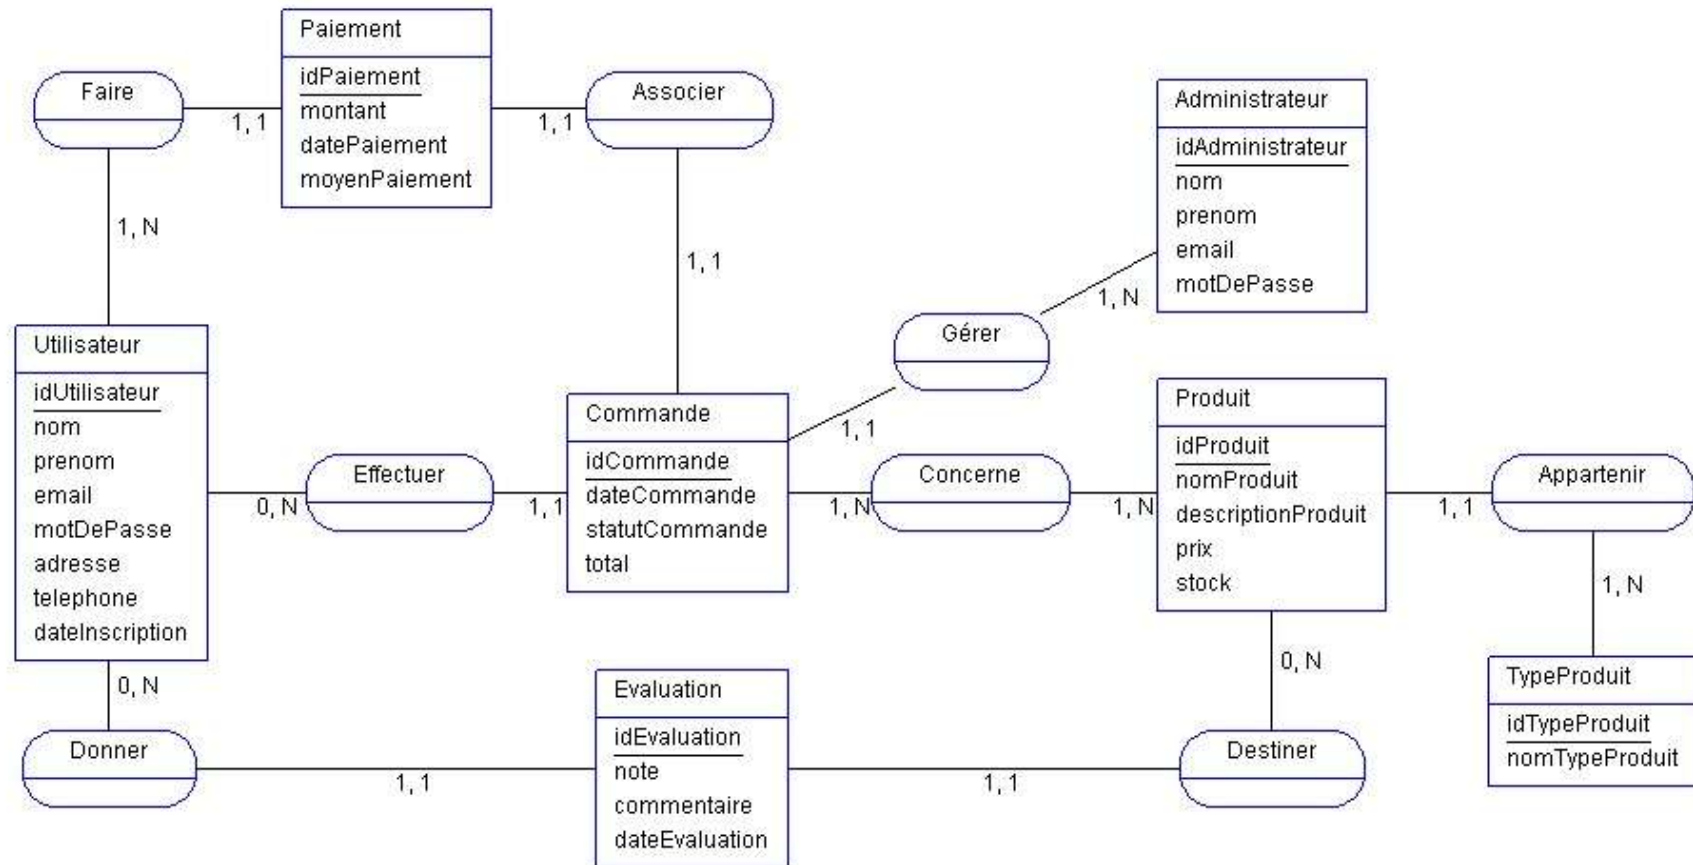 Paiement
idPaiement
montant
datePaiement
moyenPaiement
Faire
1, 1
1, 1
Associer
1, N
1, 1
Administrateur
idAdministrateur
nom
prenom
email
motDePasse
1, N
Gérer
1, 1
Utilisateur
idUtilisateur
nom
prenom
email
motDePasse
adresse
telephone
dateInscription
0, N
Effectuer
1, 1
Commande
idCommande
dateCommande
statutCommande
total
1, N
Concerne
1, N
Produit
idProduit
nomProduit
descriptionProduit
prix
stock
1, 1
Appartenir
1, N
TypeProduit
idTypeProduit
nomTypeProduit
0, N
Donner
1, 1
Evaluation
idEvaluation
note
commentaire
dateEvaluation
1, 1
Destiner
0, N